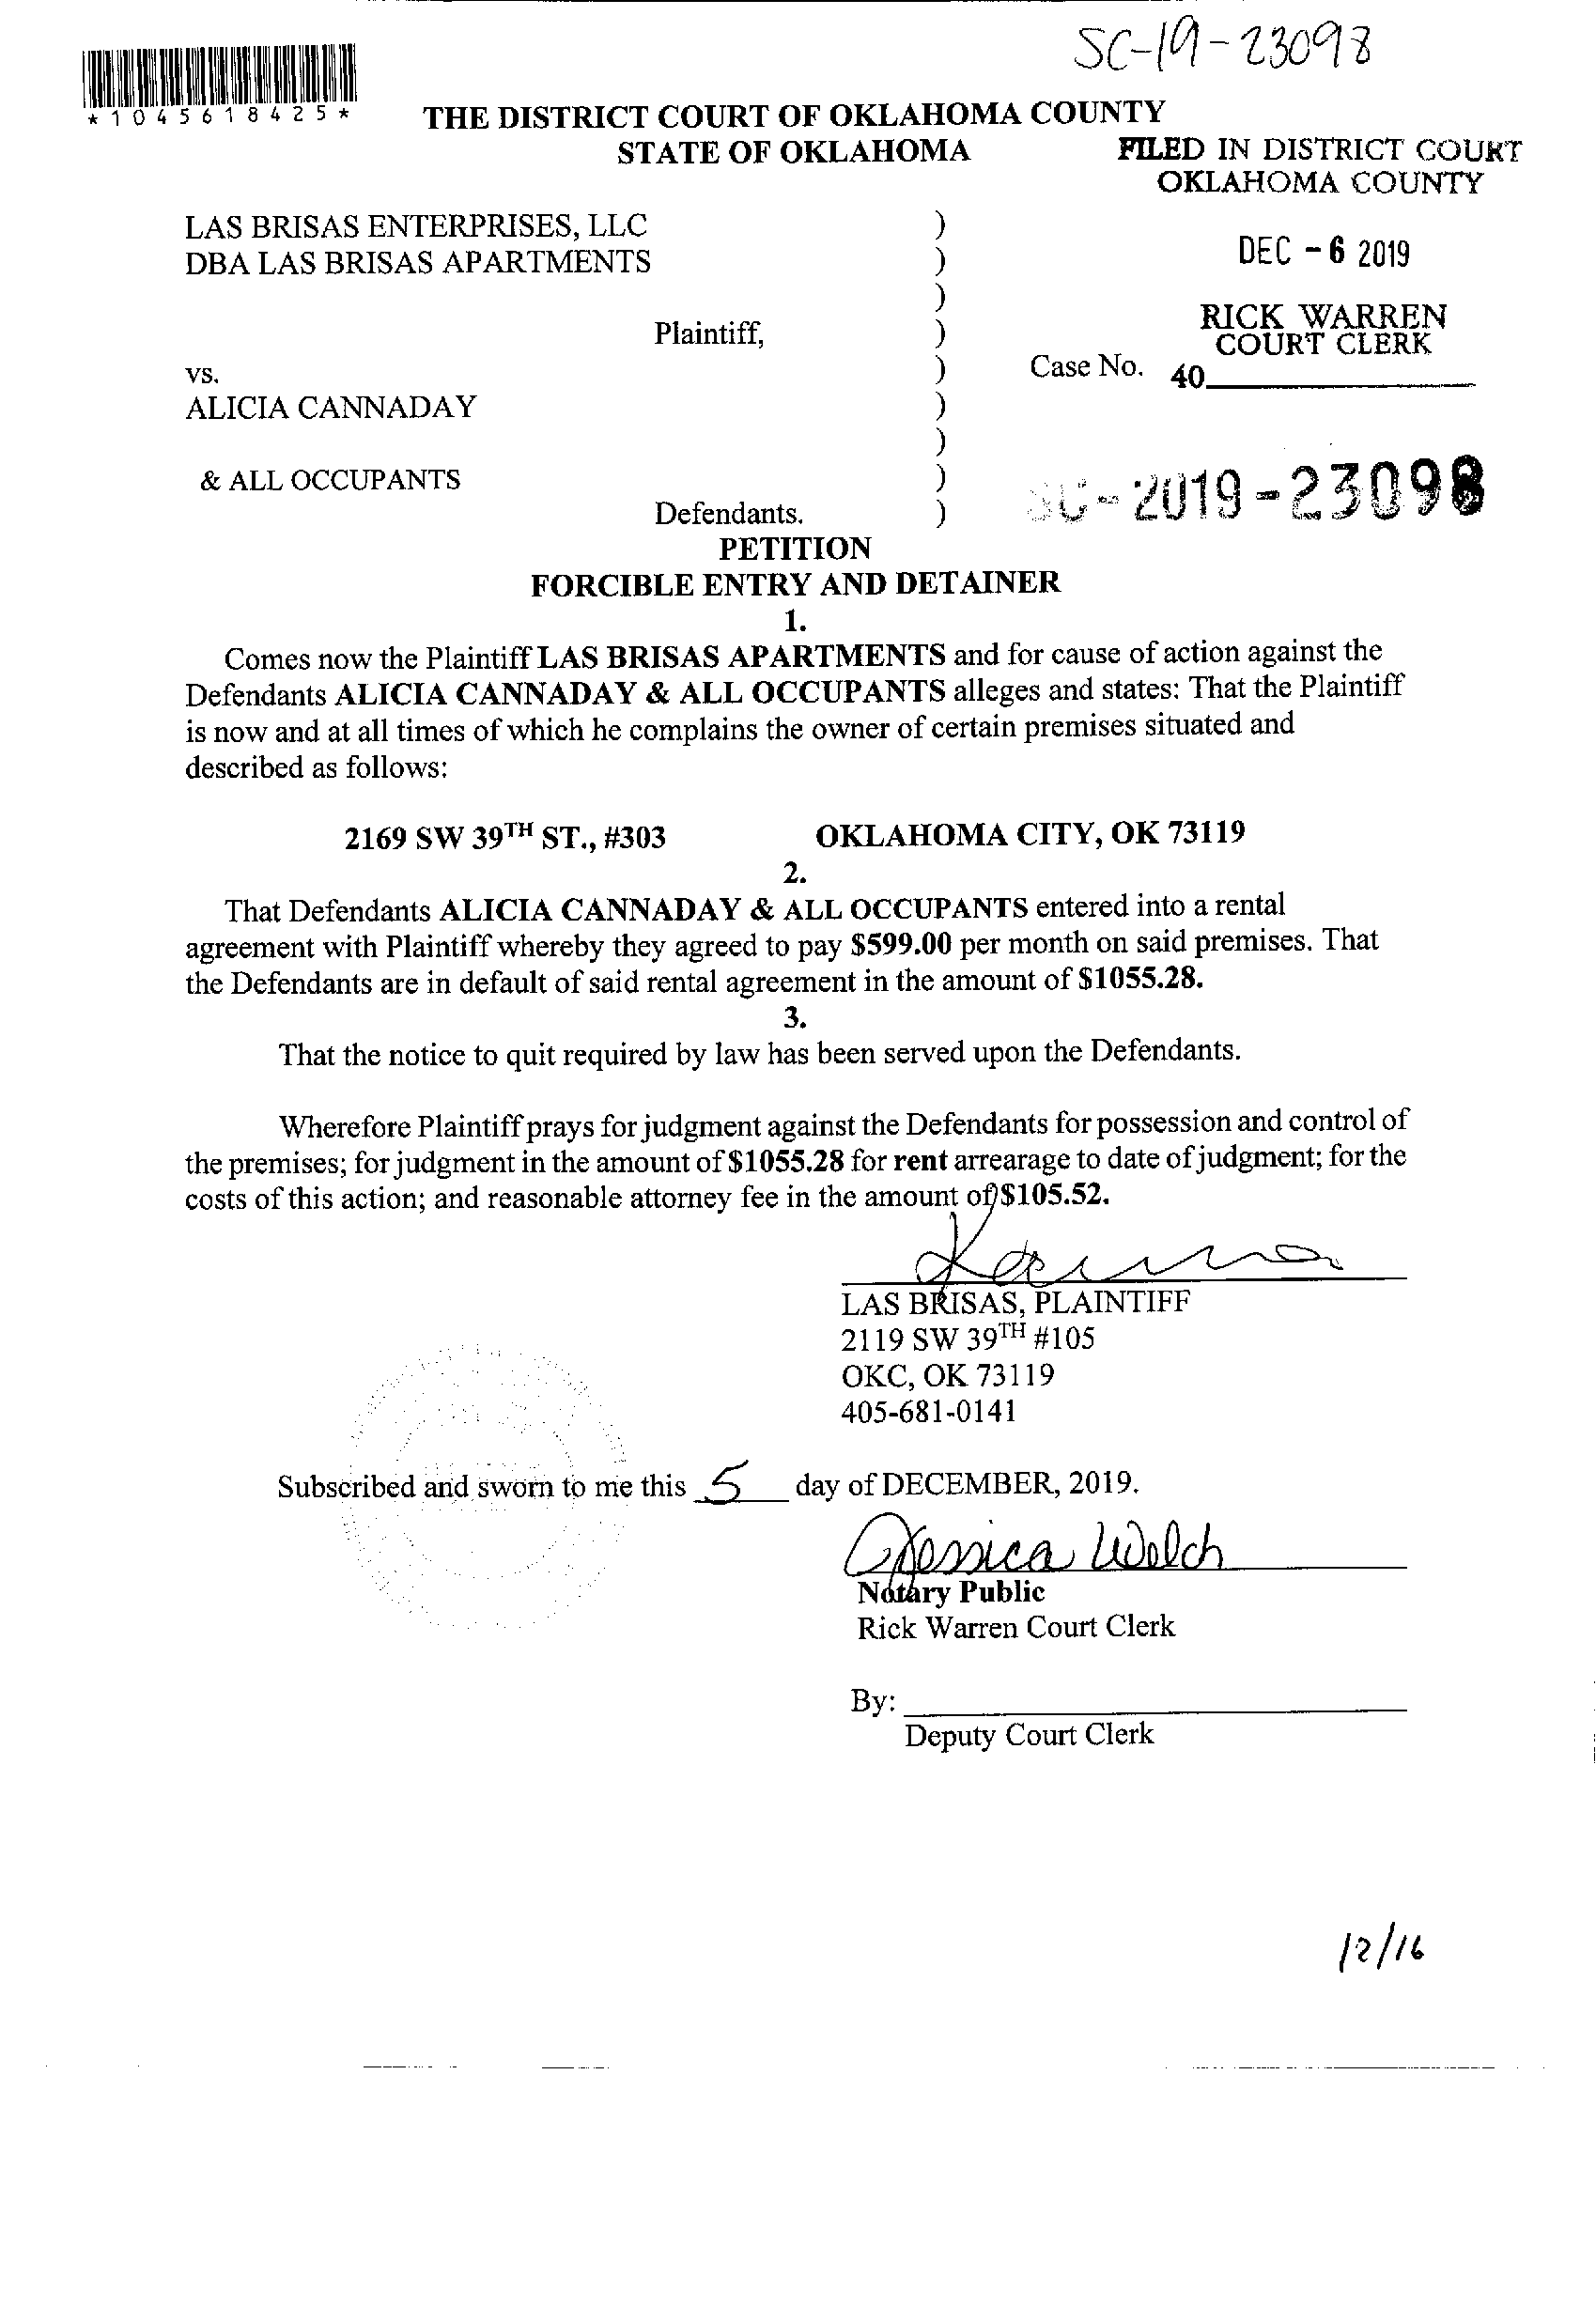 SC-19-23098
*1045618425*
THE DISTRICT COURT OF OKLAHOMA COUNTY
STATE OF OKLAHOMA
FILED IN DISTRICT COURT
OKLAHOMA COUNTY
LAS BRISAS ENTERPRISES, LLC )
DBA LAS BRISAS APARTMENTS )
DEC -6 2019
)
Plaintiff, )
RICK WARREN
COURT CLERK
vs. ) Case No. 40
ALICIA CANNADAY )
)
& ALL OCCUPANTS )
SC-2019-23098
Defendants. )
PETITION
FORCIBLE ENTRY AND DETAINER
1.
Comes now the Plaintiff LAS BRISAS APARTMENTS and for cause of action against the
Defendants ALICIA CANNADAY & ALL OCCUPANTS alleges and states: That the Plaintiff
is now and at all times of which he complains the owner of certain premises situated and
described as follows:
2169 SW 39TH ST., #303 OKLAHOMA CITY, OK 73119
2.
That Defendants ALICIA CANNADAY & ALL OCCUPANTS entered into a rental
agreement with Plaintiff whereby they agreed to pay $599.00 per month on said premises. That
the Defendants are in default of said rental agreement in the amount of $1055.28.
3.
That the notice to quit required by law has been served upon the Defendants.
Wherefore Plaintiff prays for judgment against the Defendants for possession and control of
the premises; for judgment in the amount of $1055.28 for rent arrearage to date of judgment; for the
costs of this action; and reasonable attorney fee in the amount of $105.52.
LAS BRISAS, PLAINTIFF
2119 SW 39TH #105
OKC, OK 73119
405-681-0141
Subscribed and sworn to me this 5 day of DECEMBER, 2019.
Jessica Welch
Notary Public
Rick Warren Court Clerk
By:
Deputy Court Clerk
12/16